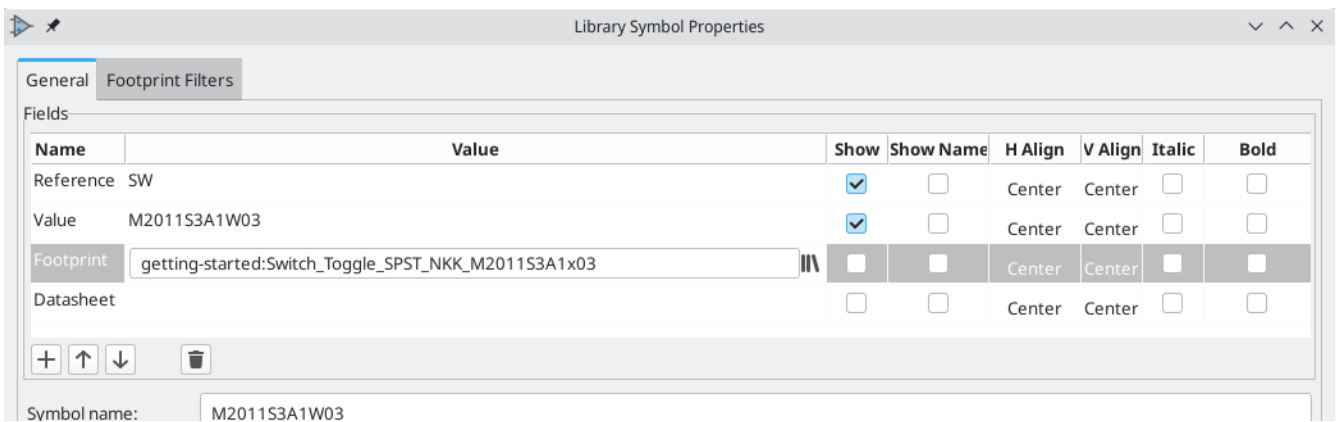 Library Symbol Properties
General Footprint Filters
Fields
Name Value Show Show Name H Align V Align Italic Bold
Reference SW Center Center
Value M2011S3A1W03 Center Center
Footprint getting-started:Switch_Toggle_SPST_NKK_M2011S3A1x03 Center Center
Datasheet Center Center
Symbol name: M2011S3A1W03